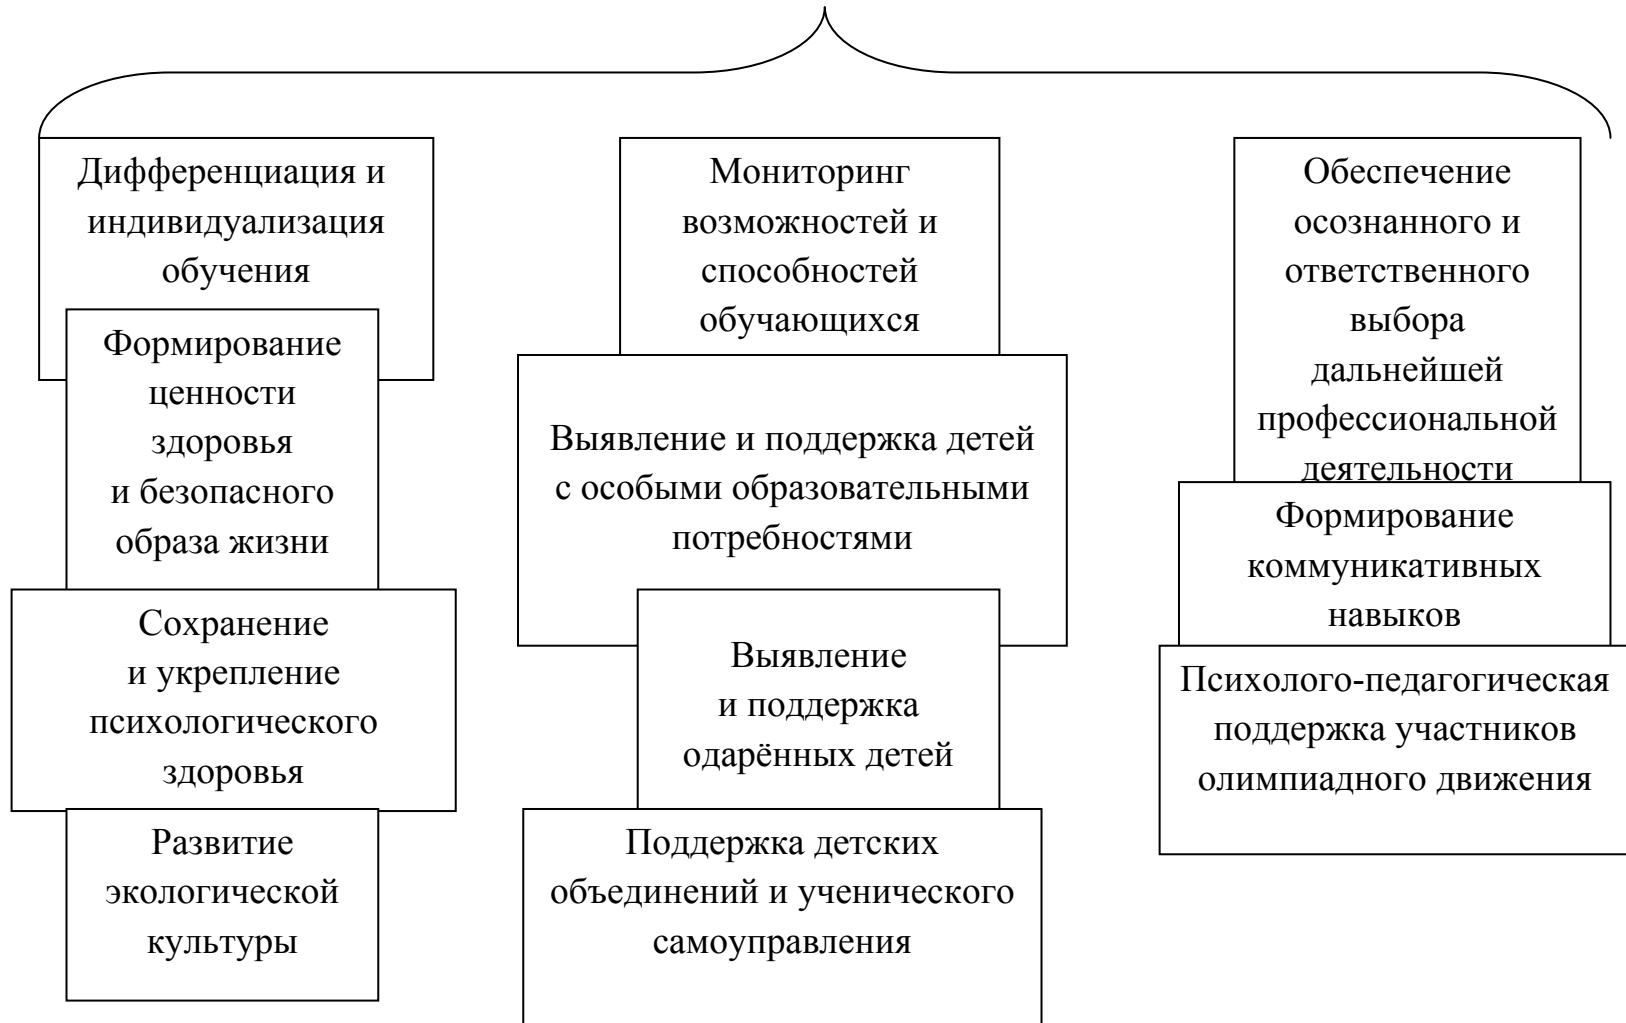 Дифференциация и
индивидуализация
обучения
Формирование
ценности
здоровья
и безопасного
образа жизни
Сохранение
и укрепление
психологического
здоровья
Развитие
экологической
культуры
Мониторинг
возможностей и
способностей
обучающихся
Выявление и поддержка детей
с особыми образовательными
потребностями
Выявление
и поддержка
одарённых детей
Поддержка детских
объединений и ученического
самоуправления
Обеспечение
осознанного и
ответственного
выбора
дальнейшей
профессиональной
деятельности
Формирование
коммуникативных
навыков
Психолого-педагогическая
поддержка участников
олимпиадного движения